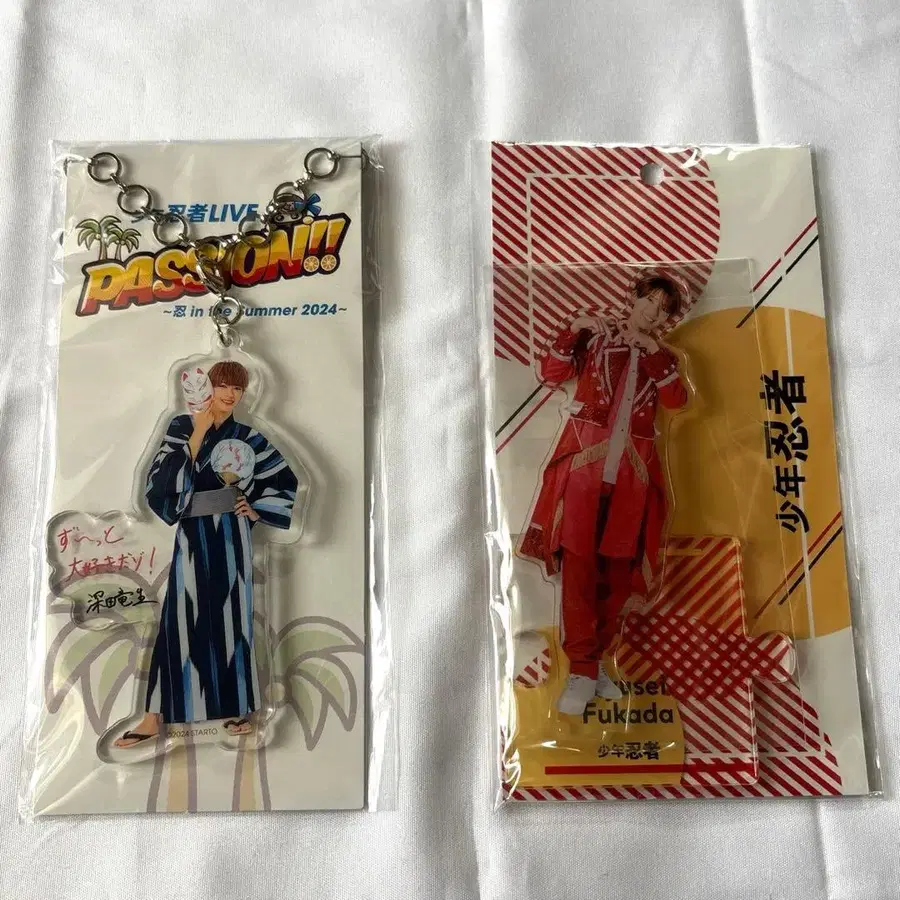 忍者LIVE
PASSION!!
~忍 in the Summer 2024~
ず〜っと
大好きだゾ!
深田竜生
©2024 STARTO
少年忍者
usei
Fukada
少年忍者